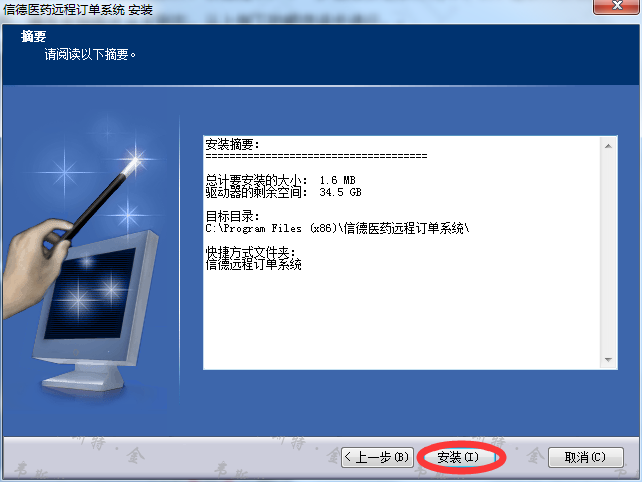 信德医药远程订单系统 安装
摘要
请阅读以下摘要。
安装摘要:
=====================================
总计要安装的大小: 1.6 MB
驱动器的剩余空间: 34.5 GB
目标目录:
C:\Program Files (x86)\信德医药远程订单系统\
快捷方式文件夹:
信德远程订单系统
< 上一步(B)
安装(I)
取消(C)